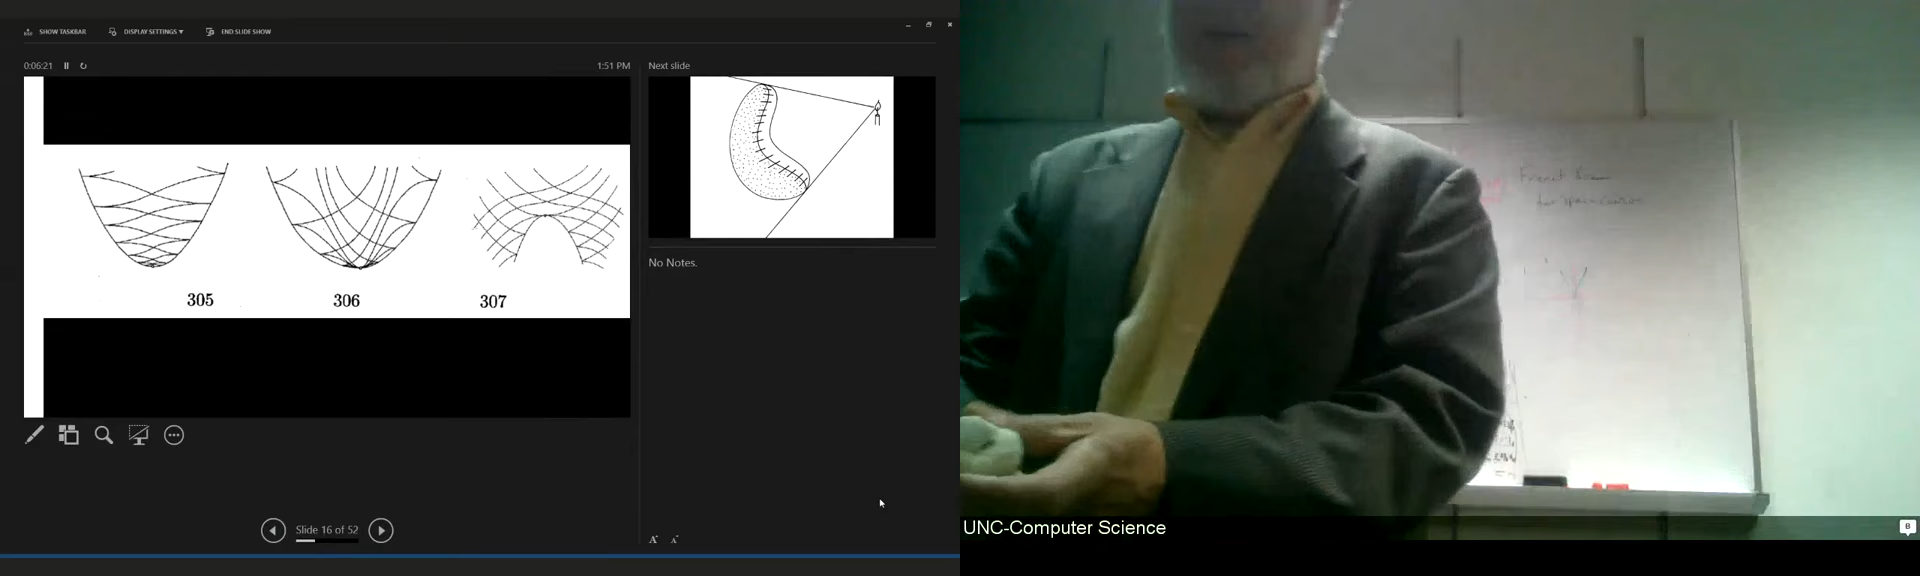 SHOW TASKBAR
DISPLAY SETTINGS ▼
END SLIDE SHOW
0:06:21
1:51 PM
Next slide
305
306
307
No Notes.
Slide 16 of 52
A
A
UNC-Computer Science
B